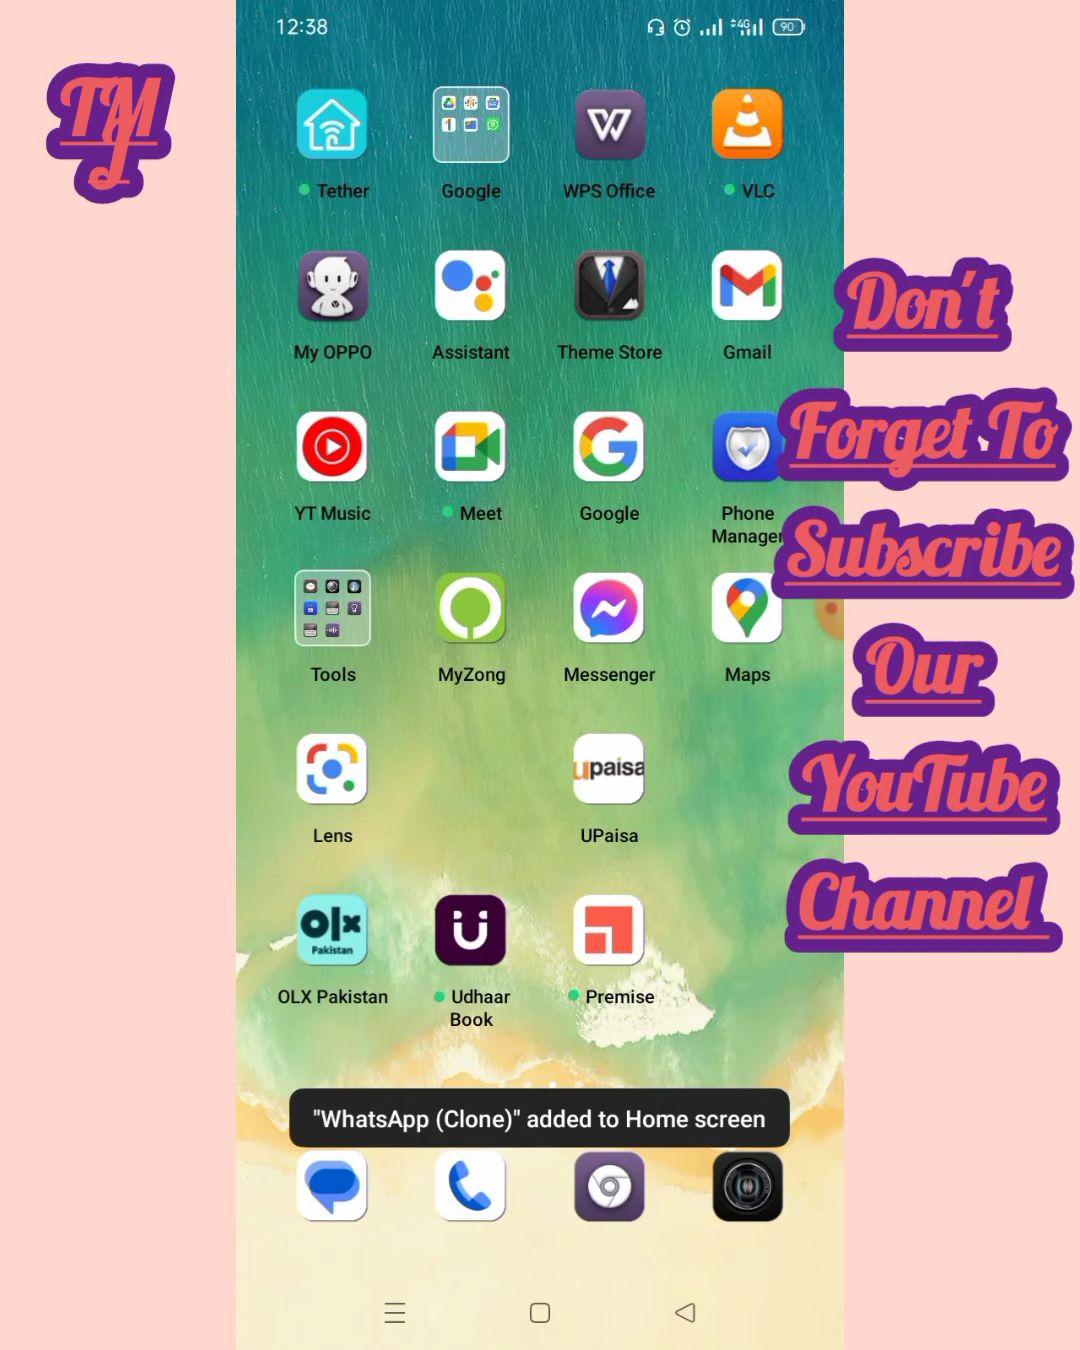 12:38
4G
90
TM
J
Tether
Google
WPS Office
VLC
My OPPO
Assistant
Theme Store
Gmail
YT Music
Meet
Google
Phone
Manager
Tools
MyZong
Messenger
Maps
Lens
upaisa
UPaisa
olx
Pakistan
OLX Pakistan
Udhaar
Book
Premise
"WhatsApp (Clone)" added to Home screen
Don't
Forget To
Subscribe
Our
YouTube
Channel